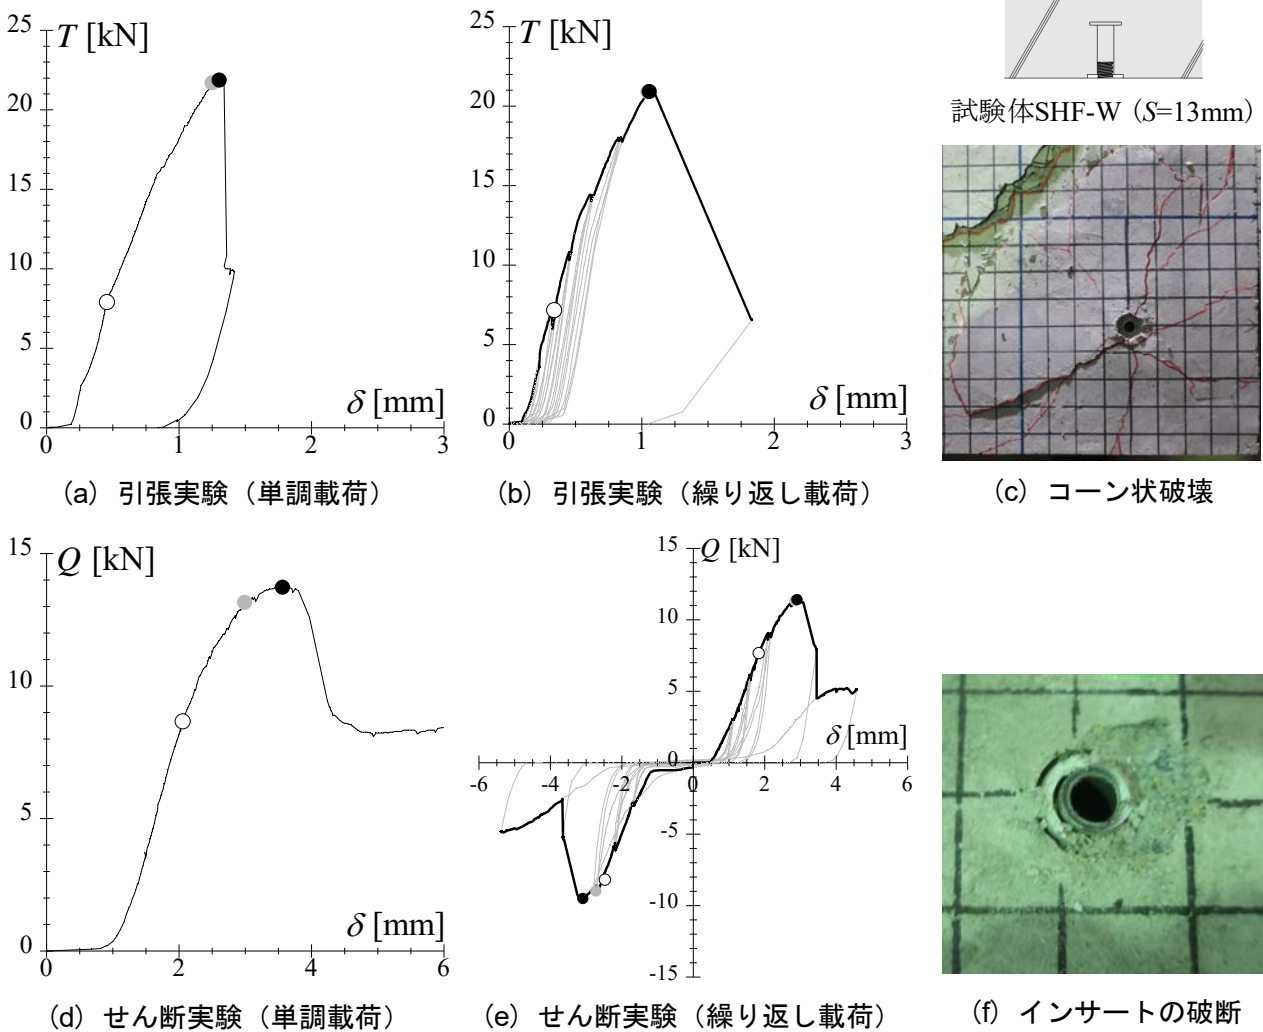 25
T [kN]
20
15
10
5
0
δ [mm]
0
1
2
3
(a) 引張実験（単調載荷）
25
T [kN]
20
15
10
5
0
δ [mm]
0
1
2
3
(b) 引張実験（繰り返し載荷）
試験体SHF-W（S=13mm）
(c) コーン状破壊
15
Q [kN]
10
5
0
δ [mm]
0
2
4
6
(d) せん断実験（単調載荷）
15
Q [kN]
10
5
0
δ [mm]
-6
-4
-2
0
2
4
6
-5
-10
-15
(e) せん断実験（繰り返し載荷）
(f) インサートの破断